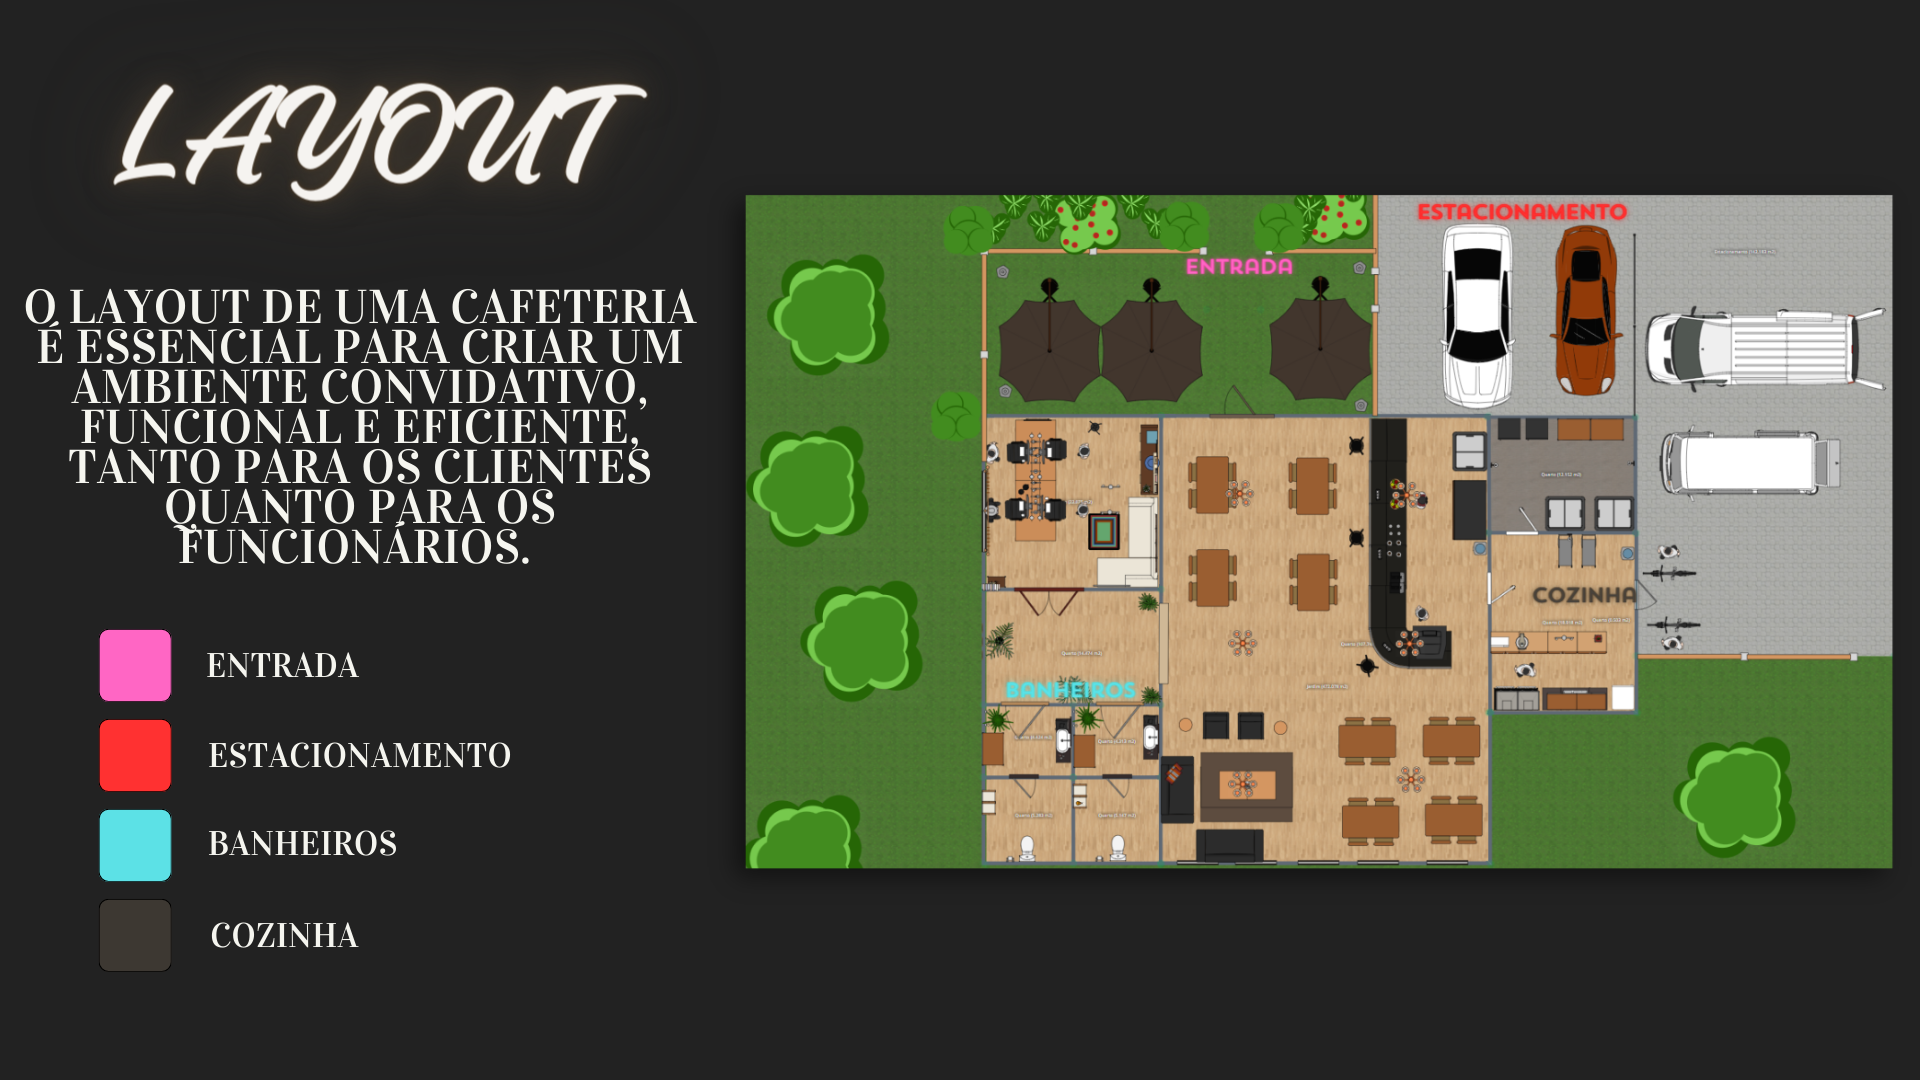 LAYOUT
O LAYOUT DE UMA CAFETERIA
É ESSENCIAL PARA CRIAR UM
AMBIENTE CONVIDATIVO,
FUNCIONAL E EFICIENTE,
TANTO PARA OS CLIENTES
QUANTO PARA OS
FUNCIONÁRIOS.
ENTRADA
ESTACIONAMENTO
BANHEIROS
COZINHA
ESTACIONAMENTO
ENTRADA
COZINHA
BANHEIROS